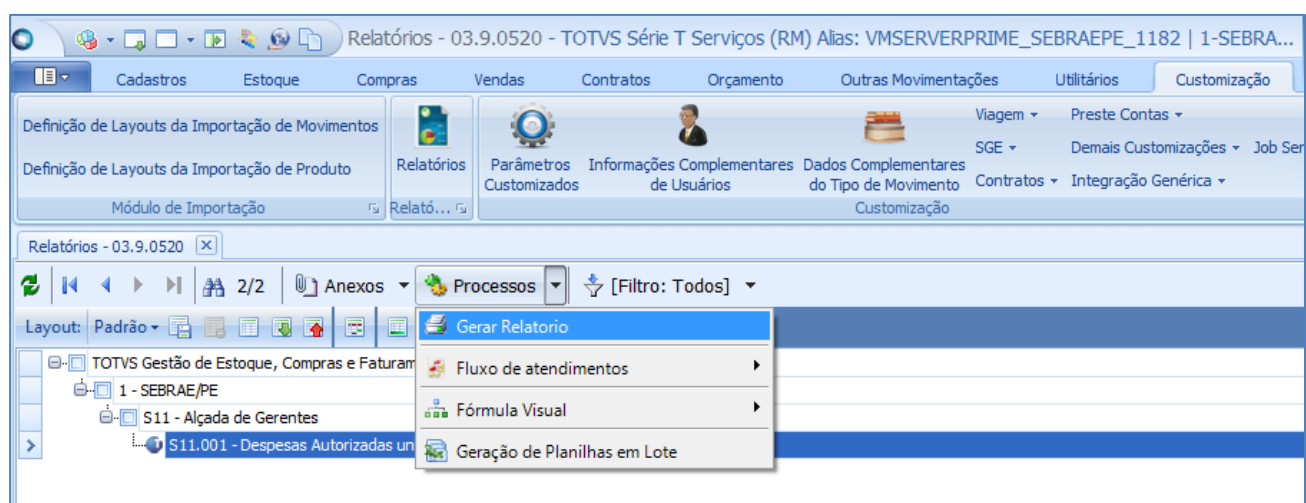 Relatórios - 03.9.0520 - TOTVS Série T Serviços (RM) Alias: VMSERVERPRIME_SEBRAEPE_1182 | 1-SEBRA...
Cadastros Estoque Compras Vendas Contratos Orçamento Outras Movimentações Utilitários Customização
Definição de Layouts da Importação de Movimentos
Definição de Layouts da Importação de Produto
Módulo de Importação
Relatórios
Relató...
Parâmetros Customizados
Informações Complementares de Usuários
Dados Complementares do Tipo de Movimento
Viagem
SGE
Contratos
Preste Contas
Demais Customizações
Integração Genérica
Job Ser
Customização
Relatórios - 03.9.0520
2/2 Anexos Processos [Filtro: Todos]
Layout: Padrão
Gerar Relatorio
Fluxo de atendimentos
Fórmula Visual
Geração de Planilhas em Lote
TOTVS Gestão de Estoque, Compras e Faturam
1 - SEBRAE/PE
S11 - Alçada de Gerentes
S11.001 - Despesas Autorizadas un